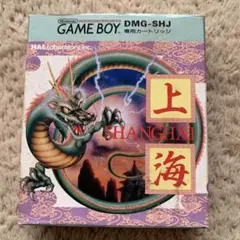 Nintendo
GAME BOY
DMG-SHJ
専用カートリッジ
HAL Laboratory, Inc.
SHANGHAI
上海